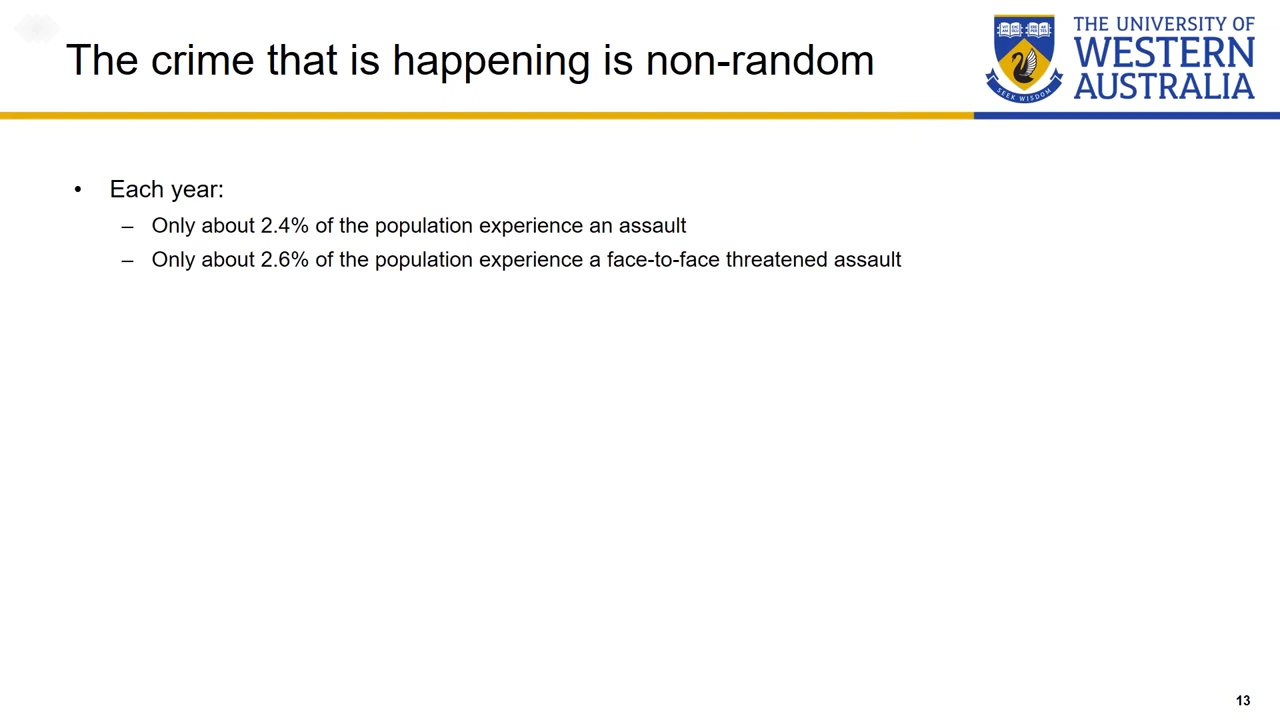 The crime that is happening is non-random
THE UNIVERSITY OF
WESTERN
AUSTRALIA
SEEK WISDOM
• Each year:
– Only about 2.4% of the population experience an assault
– Only about 2.6% of the population experience a face-to-face threatened assault
13